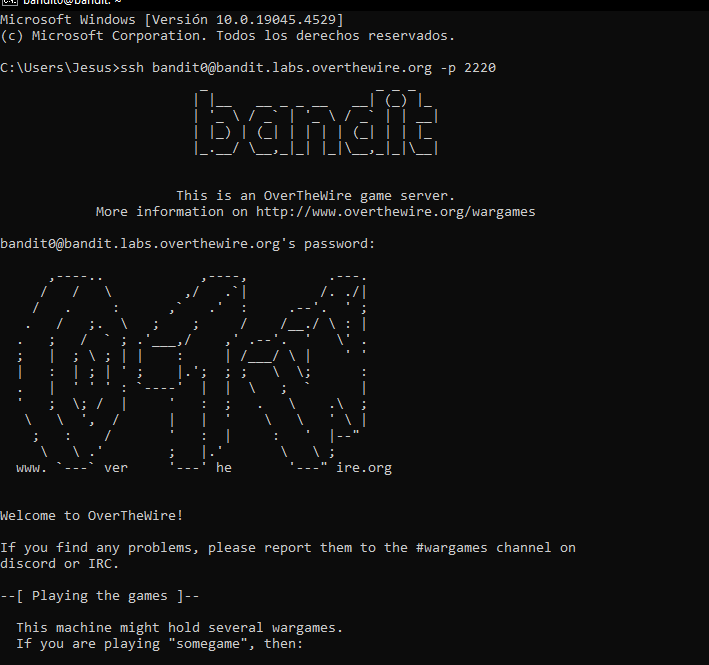 bandit0@bandit: ~
Microsoft Windows [Versión 10.0.19045.4529]
(c) Microsoft Corporation. Todos los derechos reservados.
C:\Users\Jesus>ssh bandit0@bandit.labs.overthewire.org -p 2220
bandit
This is an OverTheWire game server.
More information on http://www.overthewire.org/wargames
bandit0@bandit.labs.overthewire.org's password:
www. `---` ver '---' he '---" ire.org
Welcome to OverTheWire!
If you find any problems, please report them to the #wargames channel on
discord or IRC.
--[ Playing the games ]--
This machine might hold several wargames.
If you are playing "somegame", then: